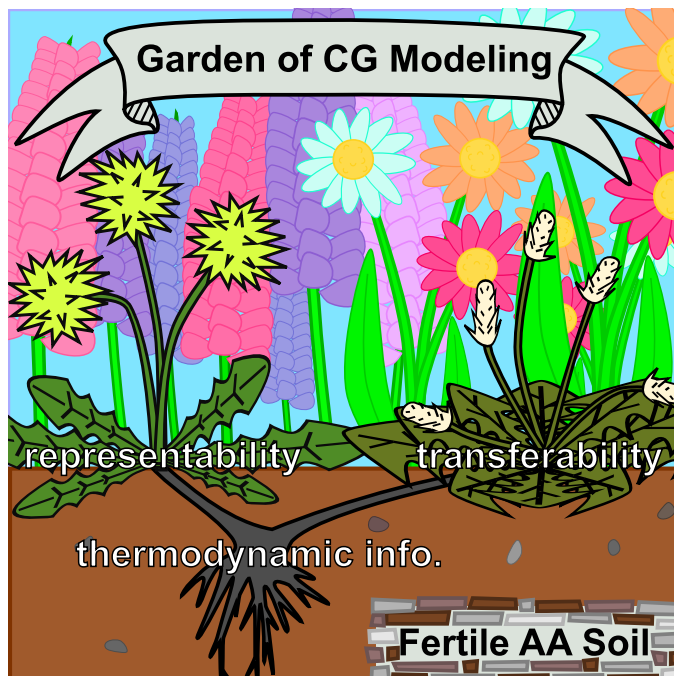 Garden of CG Modeling
representability
transferability
thermodynamic info.
Fertile AA Soil